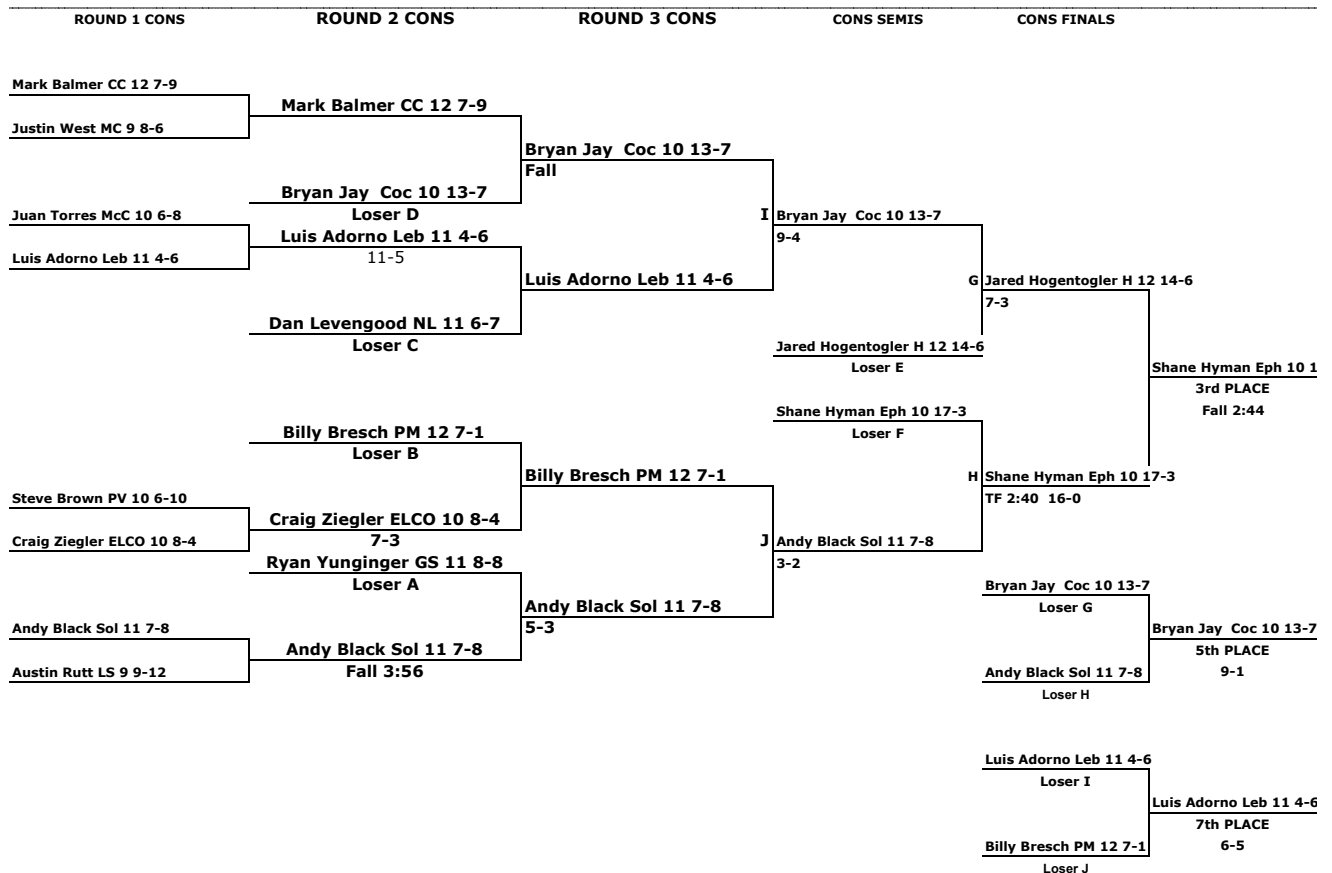 ROUND 1 CONS
ROUND 2 CONS
ROUND 3 CONS
CONS SEMIS
CONS FINALS
Mark Balmer CC 12 7-9
Justin West MC 9 8-6
Juan Torres McC 10 6-8
Luis Adorno Leb 11 4-6
Steve Brown PV 10 6-10
Craig Ziegler ELCO 10 8-4
Andy Black Sol 11 7-8
Austin Rutt LS 9 9-12
Mark Balmer CC 12 7-9
Bryan Jay Coc 10 13-7
Loser D
Luis Adorno Leb 11 4-6
11-5
Dan Levengood NL 11 6-7
Loser C
Billy Bresch PM 12 7-1
Loser B
Craig Ziegler ELCO 10 8-4
7-3
Ryan Yunginger GS 11 8-8
Loser A
Andy Black Sol 11 7-8
Fall 3:56
Bryan Jay Coc 10 13-7
Fall
Luis Adorno Leb 11 4-6
Billy Bresch PM 12 7-1
Andy Black Sol 11 7-8
5-3
I Bryan Jay Coc 10 13-7
9-4
Jared Hogentogler H 12 14-6
Loser E
Shane Hyman Eph 10 17-3
Loser F
J Andy Black Sol 11 7-8
3-2
G Jared Hogentogler H 12 14-6
7-3
H Shane Hyman Eph 10 17-3
TF 2:40 16-0
Shane Hyman Eph 10 1
3rd PLACE
Fall 2:44
Bryan Jay Coc 10 13-7
Loser G
Andy Black Sol 11 7-8
Loser H
Bryan Jay Coc 10 13-7
5th PLACE
9-1
Luis Adorno Leb 11 4-6
Loser I
Billy Bresch PM 12 7-1
Loser J
Luis Adorno Leb 11 4-6
7th PLACE
6-5